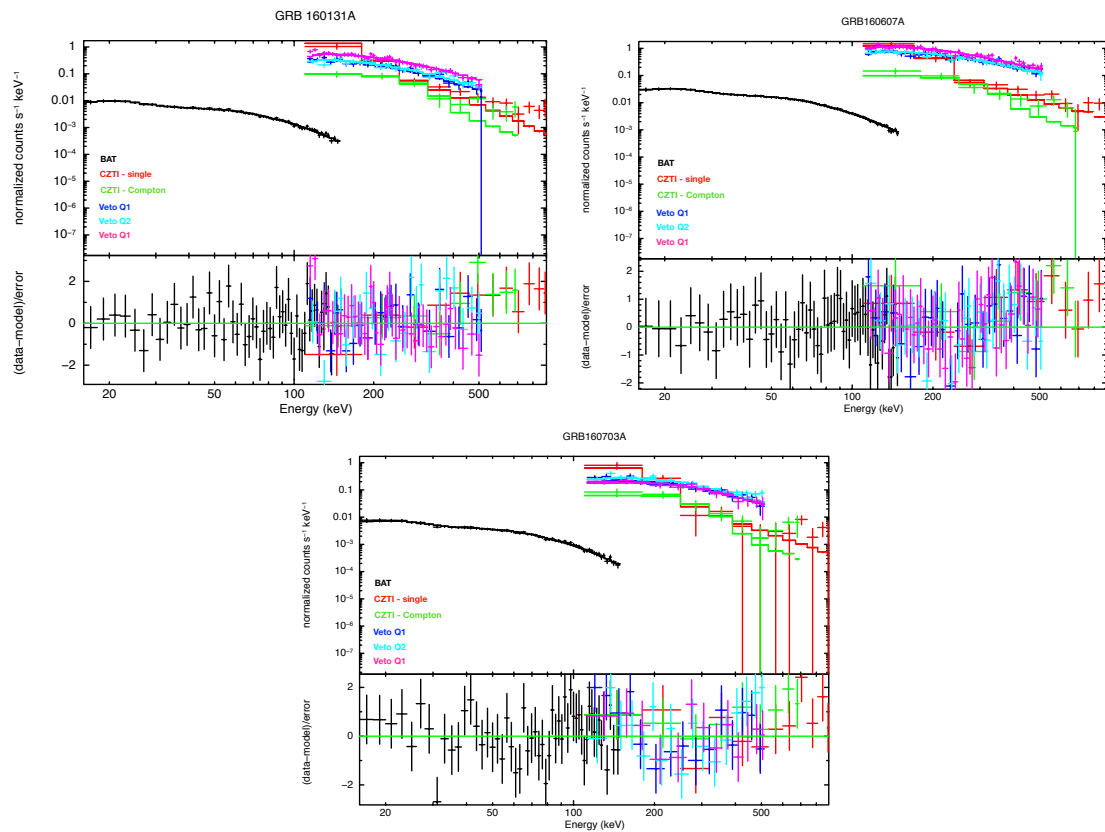 GRB 160131A
normalized counts s⁻¹ keV⁻¹
1
0.1
0.01
10⁻³
10⁻⁴
10⁻⁵
10⁻⁶
10⁻⁷
BAT
CZTI - single
CZTI - Compton
Veto Q1
Veto Q2
Veto Q1
(data−model)/error
2
0
−2
20 50 100 200 500
Energy (keV)
GRB160607A
normalized counts s⁻¹ keV⁻¹
1
0.1
0.01
10⁻³
10⁻⁴
10⁻⁵
10⁻⁶
10⁻⁷
BAT
CZTI - single
CZTI - Compton
Veto Q1
Veto Q2
Veto Q1
(data−model)/error
2
1
0
−1
−2
20 50 100 200 500
Energy (keV)
GRB160703A
normalized counts s⁻¹ keV⁻¹
1
0.1
0.01
10⁻³
10⁻⁴
10⁻⁵
10⁻⁶
10⁻⁷
BAT
CZTI - single
CZTI - Compton
Veto Q1
Veto Q2
Veto Q1
(data−model)/error
2
0
−2
20 50 100 200 500
Energy (keV)